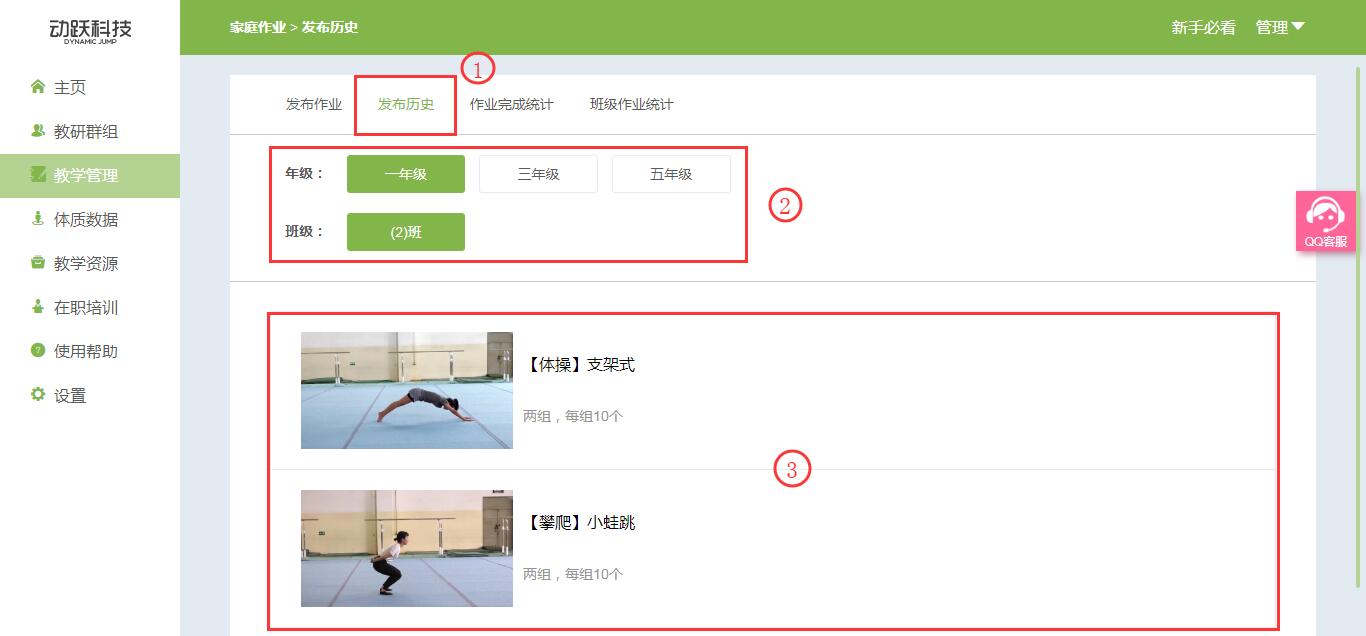 动跃科技
DYNAMIC JUMP
家庭作业 > 发布历史
新手必看 管理
主页
教研群组
教学管理
体质数据
教学资源
在职培训
使用帮助
设置
1
发布作业 发布历史 作业完成统计 班级作业统计
年级： 一年级 三年级 五年级
2
班级： (2)班
QQ客服
【体操】支架式
两组，每组10个
3
【攀爬】小蛙跳
两组，每组10个